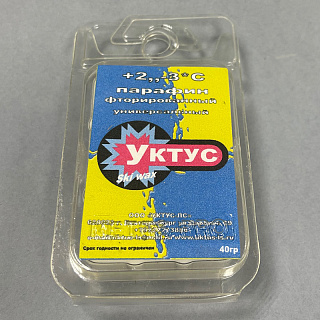 +2,,-3°C
парафин
фторированный
универсальный
УКТУС
Ski wax
ООО "УКТУС ПС"
Срок годности не ограничен
40гр